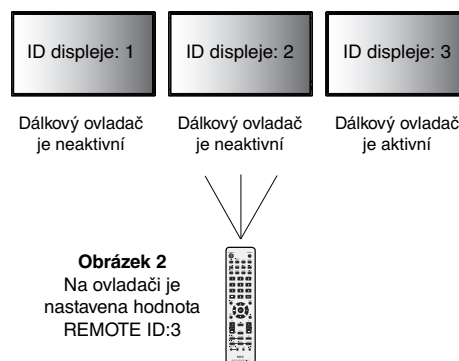 ID displeje: 1
ID displeje: 2
ID displeje: 3
Dálkový ovladač
je neaktivní
Dálkový ovladač
je neaktivní
Dálkový ovladač
je aktivní
Obrázek 2
Na ovladači je
nastavena hodnota
REMOTE ID:3